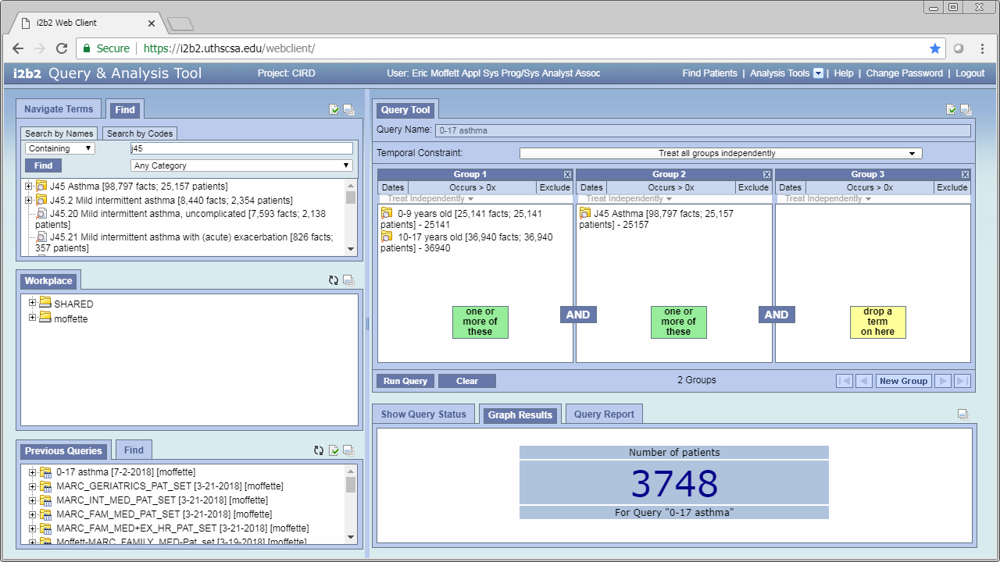 i2b2 Web Client
Secure
https://i2b2.uthscsa.edu/webclient/
i2b2 Query & Analysis Tool
Project: CIRD
User: Eric Moffett Appl Sys Prog/Sys Analyst Assoc
Find Patients | Analysis Tools | Help | Change Password | Logout
Navigate Terms
Find
Search by Names
Search by Codes
Containing
j45
Find
Any Category
J45 Asthma [98,797 facts; 25,157 patients]
J45.2 Mild intermittent asthma [8,440 facts; 2,354 patients]
J45.20 Mild intermittent asthma, uncomplicated [7,593 facts; 2,138
patients]
J45.21 Mild intermittent asthma with (acute) exacerbation [826 facts;
357 patients]
Workplace
SHARED
moffette
Previous Queries
Find
0-17 asthma [7-2-2018] [moffette]
MARC_GERIATRICS_PAT_SET [3-21-2018] [moffette]
MARC_INT_MED_PAT_SET [3-21-2018] [moffette]
MARC_FAM_MED_PAT_SET [3-21-2018] [moffette]
MARC_FAM_MED+EX_HR_PAT_SET [3-21-2018] [moffette]
Moffett-MARC_FAMILY_MED-Pat_set [3-19-2018] [moffette]
Query Tool
Query Name:
0-17 asthma
Temporal Constraint:
Treat all groups independently
Group 1
Dates
Occurs > 0x
Exclude
Treat Independently
0-9 years old [25,141 facts; 25,141
patients] - 25141
10-17 years old [36,940 facts; 36,940
patients] - 36940
one or
more of
these
AND
Group 2
Dates
Occurs > 0x
Exclude
Treat Independently
J45 Asthma [98,797 facts; 25,157
patients] - 25157
one or
more of
these
AND
Group 3
Dates
Occurs > 0x
Exclude
Treat Independently
drop a
term
on here
Run Query
Clear
2 Groups
New Group
Show Query Status
Graph Results
Query Report
Number of patients
3748
For Query "0-17 asthma"